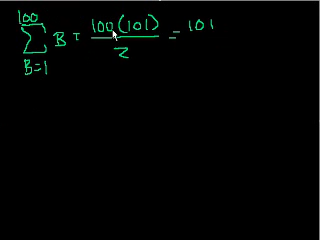 100
∑ B = 100(101) = 101
B=1 2